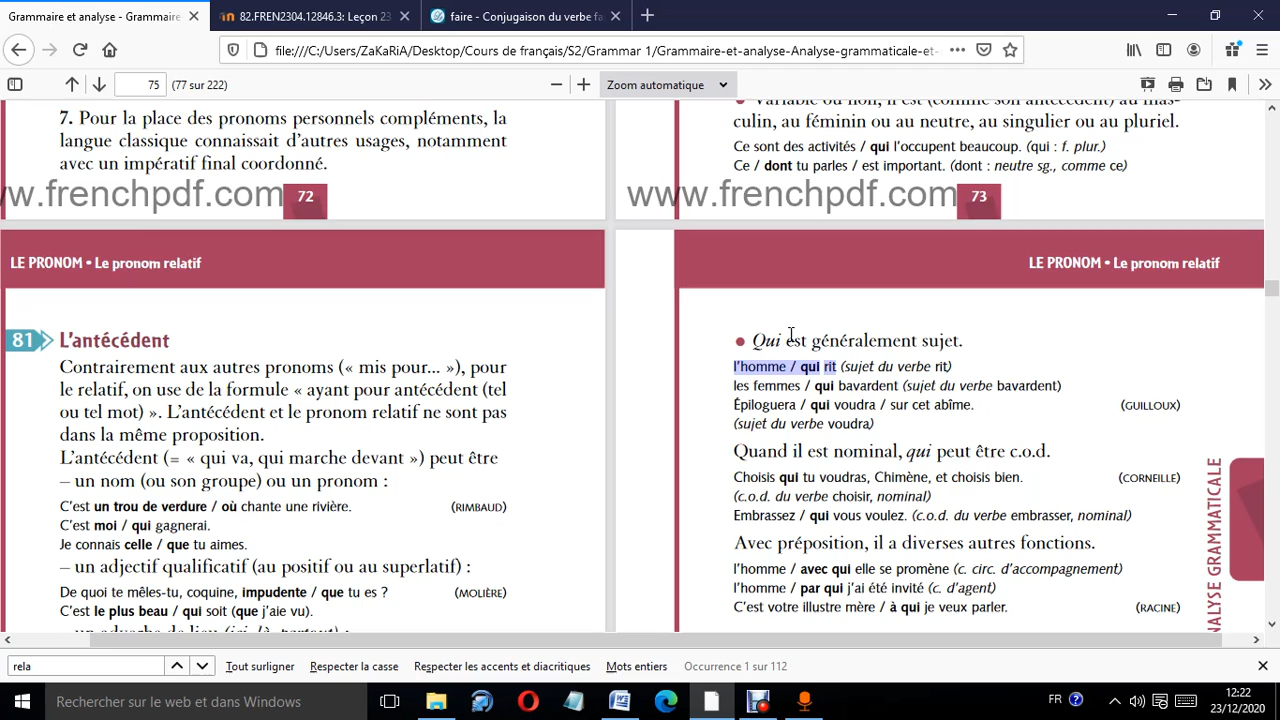 Grammaire et analyse - Grammaire
82.FREN2304.12846.3: Leçon 23
faire - Conjugaison du verbe fa
file:///C:/Users/ZaKaRiA/Desktop/Cours de français/S2/Grammar 1/Grammaire-et-analyse-Analyse-grammaticale-et-
75 (77 sur 222)
Zoom automatique
7. Pour la place des pronoms personnels compléments, la
langue classique connaissait d'autres usages, notamment
avec un impératif final coordonné.
www.frenchpdf.com 72
Variable ou non, il est (comme son antécédent) au mas-
culin, au féminin ou au neutre, au singulier ou au pluriel.
Ce sont des activités / qui l'occupent beaucoup. (qui : f. plur.)
Ce / dont tu parles / est important. (dont : neutre sg., comme ce)
www.frenchpdf.com 73
LE PRONOM • Le pronom relatif
81 L'antécédent
Contrairement aux autres pronoms (« mis pour... »), pour
le relatif, on use de la formule « ayant pour antécédent (tel
ou tel mot) ». L'antécédent et le pronom relatif ne sont pas
dans la même proposition.
L'antécédent (= « qui va, qui marche devant ») peut être
– un nom (ou son groupe) ou un pronom :
C'est un trou de verdure / où chante une rivière. (RIMBAUD)
C'est moi / qui gagnerai.
Je connais celle / que tu aimes.
– un adjectif qualificatif (au positif ou au superlatif) :
De quoi te mêles-tu, coquine, impudente / que tu es ? (MOLIÈRE)
C'est le plus beau / qui soit (que j'aie vu).
– un adverbe de lieu (ici, là, partout) :
LE PRONOM • Le pronom relatif
• Qui est généralement sujet.
l'homme / qui rit (sujet du verbe rit)
les femmes / qui bavardent (sujet du verbe bavardent)
Épiloguera / qui voudra / sur cet abîme. (GUILLOUX)
(sujet du verbe voudra)
Quand il est nominal, qui peut être c.o.d.
Choisis qui tu voudras, Chimène, et choisis bien. (CORNEILLE)
(c.o.d. du verbe choisir, nominal)
Embrassez / qui vous voulez. (c.o.d. du verbe embrasser, nominal)
Avec préposition, il a diverses autres fonctions.
l'homme / avec qui elle se promène (c. circ. d'accompagnement)
l'homme / par qui j'ai été invité (c. d'agent)
C'est votre illustre mère / à qui je veux parler. (RACINE)
ANALYSE GRAMMATICALE
rela
Tout surligner
Respecter la casse
Respecter les accents et diacritiques
Mots entiers
Occurrence 1 sur 112
Rechercher sur le web et dans Windows
FR
12:22
23/12/2020